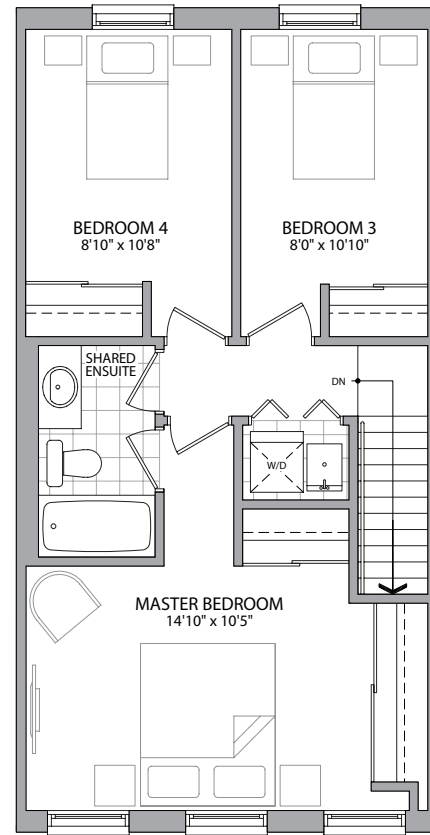 BEDROOM 4
8'10" x 10'8"
BEDROOM 3
8'0" x 10'10"
SHARED
ENSUITE
DN
W/D
MASTER BEDROOM
14'10" x 10'5"